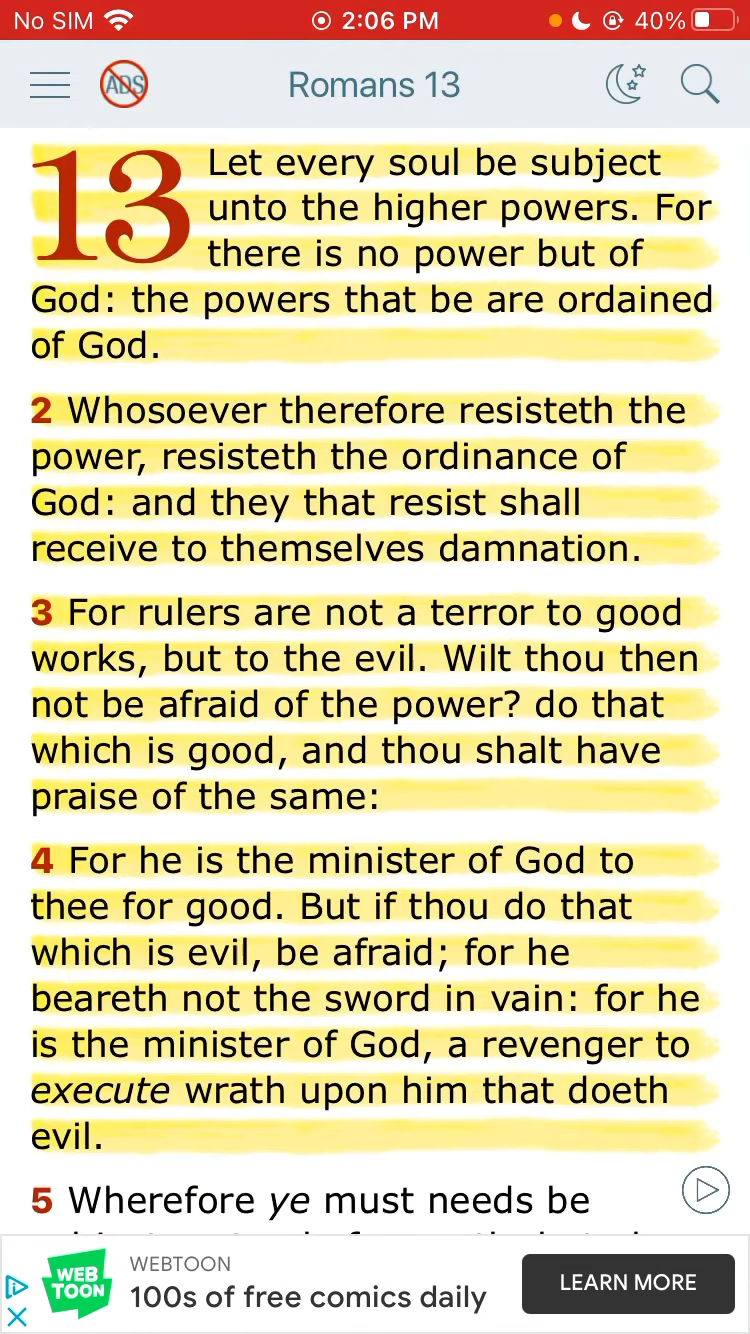 No SIM 2:06 PM 40%
ADS Romans 13
13 Let every soul be subject
unto the higher powers. For
there is no power but of
God: the powers that be are ordained
of God.
2 Whosoever therefore resisteth the
power, resisteth the ordinance of
God: and they that resist shall
receive to themselves damnation.
3 For rulers are not a terror to good
works, but to the evil. Wilt thou then
not be afraid of the power? do that
which is good, and thou shalt have
praise of the same:
4 For he is the minister of God to
thee for good. But if thou do that
which is evil, be afraid; for he
beareth not the sword in vain: for he
is the minister of God, a revenger to
execute wrath upon him that doeth
evil.
5 Wherefore ye must needs be
WEB
TOON
WEBTOON
100s of free comics daily
LEARN MORE